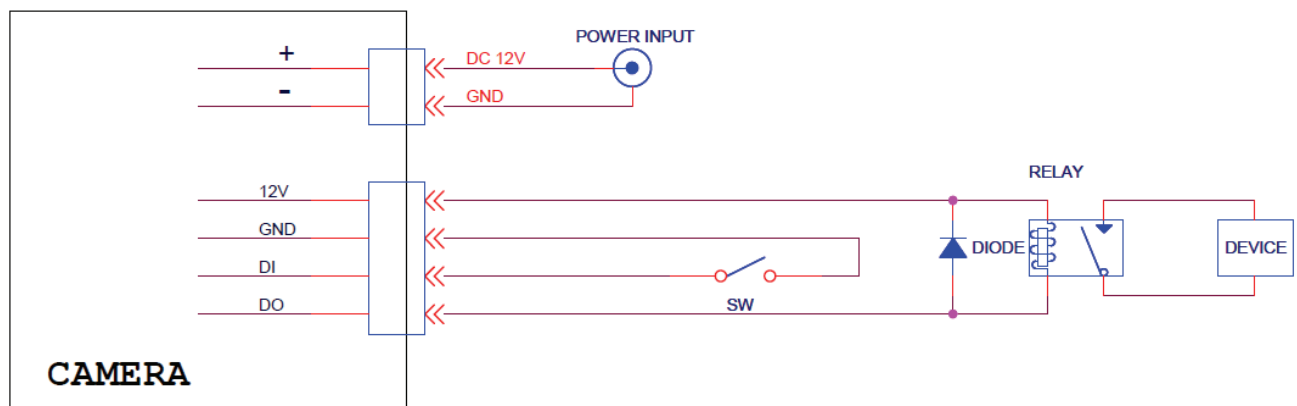 POWER INPUT
+
DC 12V
-
GND
RELAY
12V
GND
DIODE
DEVICE
DI
DO
SW
CAMERA